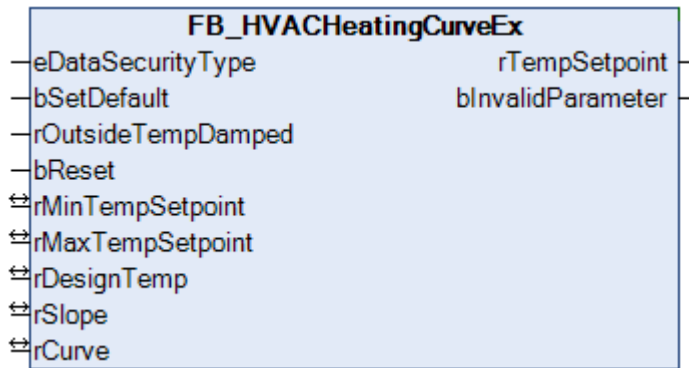 FB_HVACHeatingCurveEx
eDataSecurityType rTempSetpoint
bSetDefault bInvalidParameter
rOutsideTempDamped
bReset
rMinTempSetpoint
rMaxTempSetpoint
rDesignTemp
rSlope
rCurve